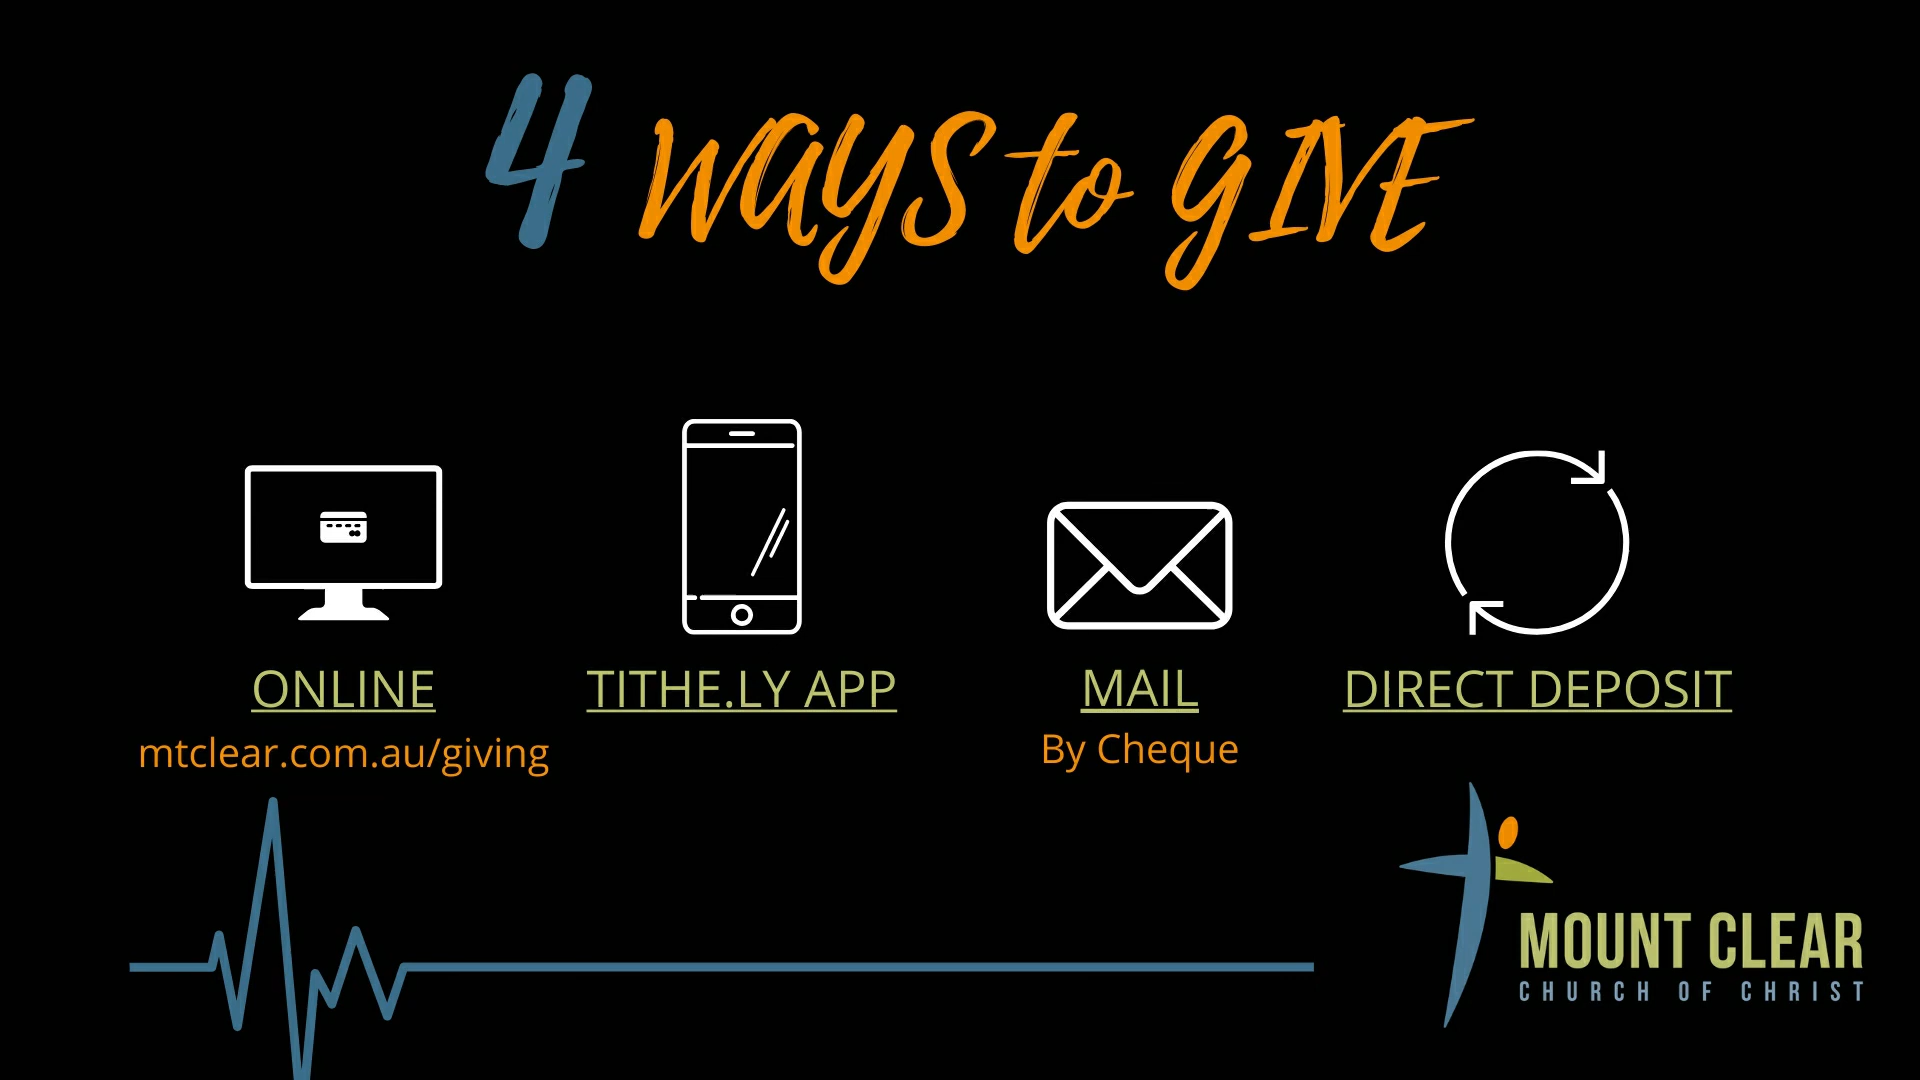 4 WAYS to GIVE
ONLINE
mtclear.com.au/giving
TITHE.LY APP
MAIL
By Cheque
DIRECT DEPOSIT
MOUNT CLEAR
CHURCH OF CHRIST